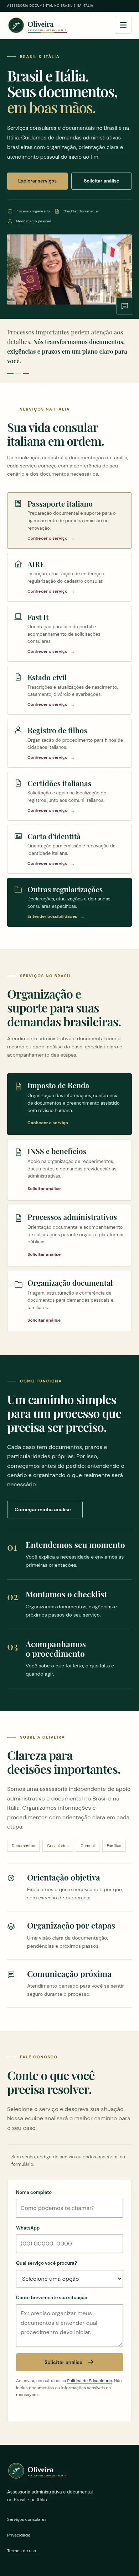 ASSESSORIA DOCUMENTAL NO BRASIL E NA ITÁLIA
Oliveira
BRASIL & ITÁLIA
Brasil e Itália.
Seus documentos,
em boas mãos.
Serviços consulares e documentais no Brasil e na
Itália. Cuidamos de demandas administrativas
brasileiras com organização, orientação clara e
atendimento pessoal do início ao fim.
Explorar serviços
Solicitar análise
Processo organizado
Checklist documental
Atendimento pessoal
Processos importantes pedem atenção aos
detalhes. Nós transformamos documentos,
exigências e prazos em um plano claro para
você.
SERVIÇOS NA ITÁLIA
Sua vida consular
italiana em ordem.
Da atualização cadastral à documentação da família,
cada serviço começa com a conferência do seu
cenário e dos documentos necessários.
Passaporte italiano
Preparação documental e suporte para o
agendamento da primeira emissão ou
renovação.
Conhecer o serviço →
AIRE
Inscrição, atualização de endereço e
regularização do cadastro consular.
Conhecer o serviço →
Fast It
Orientação para uso do portal e
acompanhamento de solicitações
consulares.
Conhecer o serviço →
Estado civil
Transcrições e atualizações de nascimento,
casamento, divórcio e averbações.
Conhecer o serviço →
Registro de filhos
Organização do procedimento para filhos de
cidadãos italianos.
Conhecer o serviço →
Certidões italianas
Solicitação e apoio na localização de
registros junto aos comuni italianos.
Conhecer o serviço →
Carta d'identità
Orientação para emissão e renovação da
identidade italiana.
Conhecer o serviço →
Outras regularizações
Declarações, atualizações e demandas
consulares específicas.
Entender possibilidades →
SERVIÇOS NO BRASIL
Organização e
suporte para suas
demandas brasileiras.
Atendimento administrativo e documental com o
mesmo cuidado: análise do caso, checklist claro e
acompanhamento das etapas.
Imposto de Renda
Organização das informações, conferência
de documentos e preenchimento assistido
com revisão humana.
Conhecer o serviço
INSS e benefícios
Apoio na organização de requerimentos,
documentos e demandas previdenciárias
administrativas.
Solicitar análise
Processos administrativos
Orientação documental e acompanhamento
de solicitações perante órgãos e plataformas
públicas.
Solicitar análise
Organização documental
Triagem, estruturação e conferência de
documentos para demandas pessoais e
familiares.
Solicitar análise
COMO FUNCIONA
Um caminho simples
para um processo que
precisa ser preciso.
Cada caso tem documentos, prazos e
particularidades próprios. Por isso,
começamos entendendo o
cenário e organizando o que realmente será
necessário.
Começar minha análise
01
Entendemos seu momento
Você explica a necessidade e enviamos as
primeiras orientações.
02
Montamos o checklist
Organizamos documentos, exigências e
próximos passos do seu serviço.
03
Acompanhamos
o procedimento
Você sabe o que foi feito, o que falta e
quando agir.
SOBRE A OLIVEIRA
Clareza para
decisões importantes.
Somos uma assessoria independente de apoio
administrativo e documental no Brasil e na
Itália. Organizamos informações e
procedimentos com orientação clara em cada
etapa.
Documentos
Consulados
Comuni
Famílias
Orientação objetiva
Explicamos o que é necessário e por quê,
sem excesso de burocracia.
Organização por etapas
Uma visão clara da documentação,
pendências e próximos passos.
Comunicação próxima
Atendimento pensado para você se sentir
seguro durante o processo.
FALE CONOSCO
Conte o que você
precisa resolver.
Selecione o serviço e descreva sua situação.
Nossa equipe analisará o melhor caminho para
o seu caso.
Sem senha, código de acesso ou dados bancários no
formulário.
Nome completo
Como podemos te chamar?
WhatsApp
(00) 00000-0000
Qual serviço você procura?
Selecione uma opção
Conte brevemente sua situação
Ex.: preciso organizar meus
documentos e entender qual
procedimento devo iniciar.
Solicitar análise →
Ao enviar, consulte nossa Política de Privacidade. Não
inclua documentos ou informações sensíveis na
mensagem.
Oliveira
Assessoria administrativa e documental
no Brasil e na Itália.
Serviços consulares
Privacidade
Termos de uso